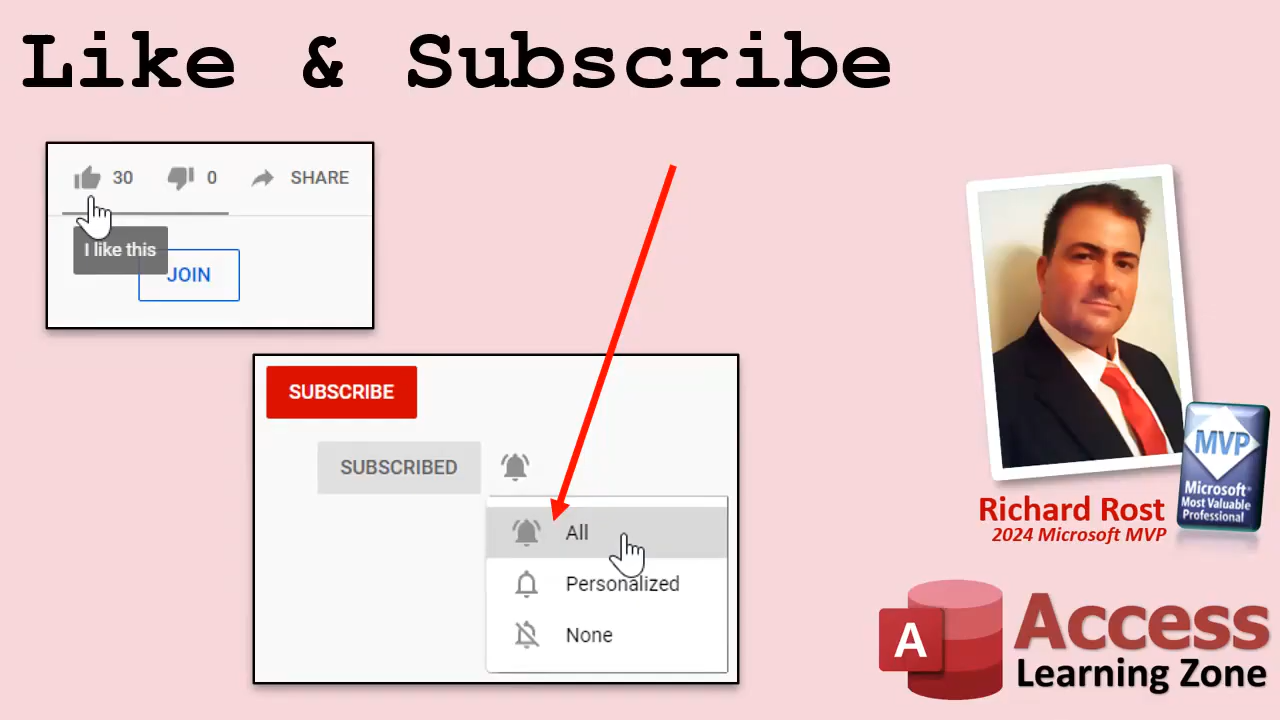 Like & Subscribe
30 0 SHARE
I like this
JOIN
SUBSCRIBE
SUBSCRIBED
All
Personalized
None
MVP
Microsoft®
Most Valuable
Professional
Richard Rost
2024 Microsoft MVP
A
Access
Learning Zone